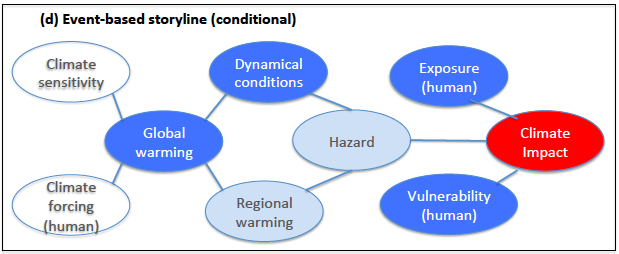 (d) Event-based storyline (conditional)
Climate
sensitivity
Dynamical
conditions
Exposure
(human)
Global
warming
Hazard
Climate
Impact
Climate
forcing
(human)
Regional
warming
Vulnerability
(human)